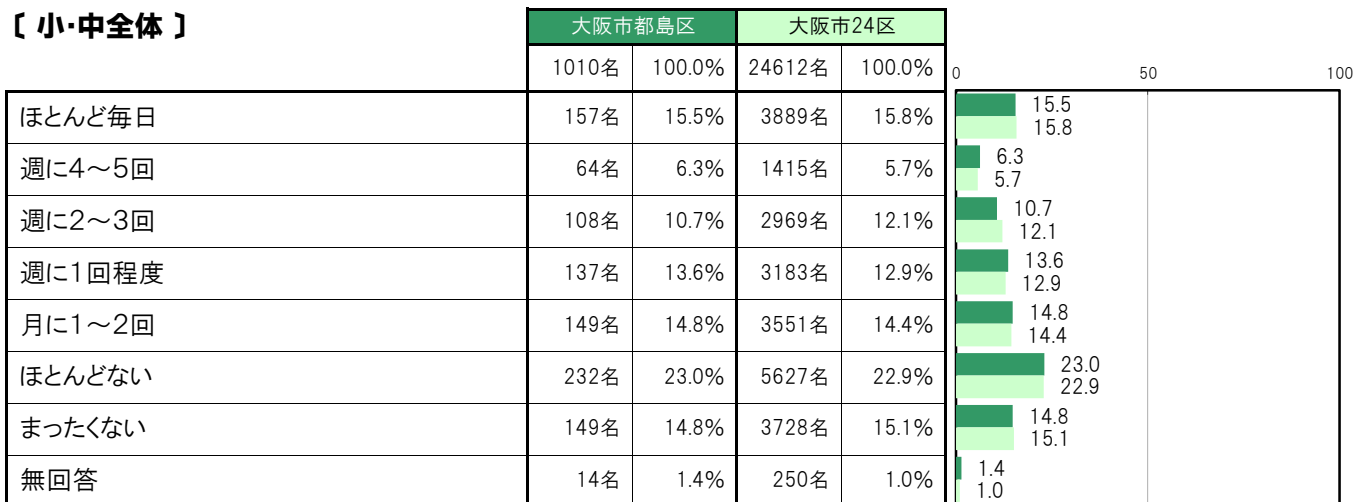 〔 小・中全体 〕
大阪市都島区 大阪市24区
1010名 100.0% 24612名 100.0%
0 50 100
ほとんど毎日 157名 15.5% 3889名 15.8% 15.5
15.8
週に4～5回 64名 6.3% 1415名 5.7% 6.3
5.7
週に2～3回 108名 10.7% 2969名 12.1% 10.7
12.1
週に1回程度 137名 13.6% 3183名 12.9% 13.6
12.9
月に1～2回 149名 14.8% 3551名 14.4% 14.8
14.4
ほとんどない 232名 23.0% 5627名 22.9% 23.0
22.9
まったくない 149名 14.8% 3728名 15.1% 14.8
15.1
無回答 14名 1.4% 250名 1.0% 1.4
1.0